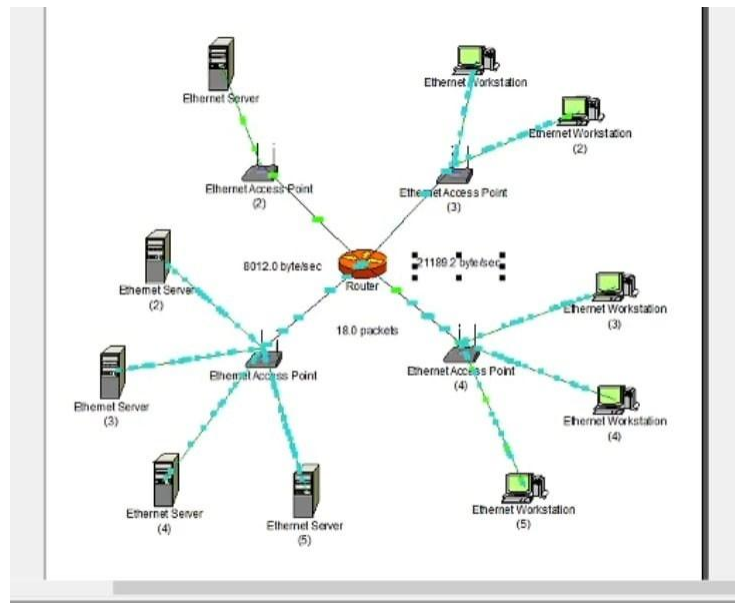 Ethernet Server
Ethernet Workstation
Ethernet Workstation
(2)
Ethernet Access Point
(2)
Ethernet Access Point
(3)
8012.0 byte/sec
21189.2 byte/sec
Router
Ethernet Server
(2)
Ethernet Workstation
(3)
18.0 packets
Ethernet Access Point
Ethernet Access Point
(4)
Ethernet Server
(3)
Ethernet Workstation
(4)
Ethernet Server
(4)
Ethernet Server
(5)
Ethernet Workstation
(5)